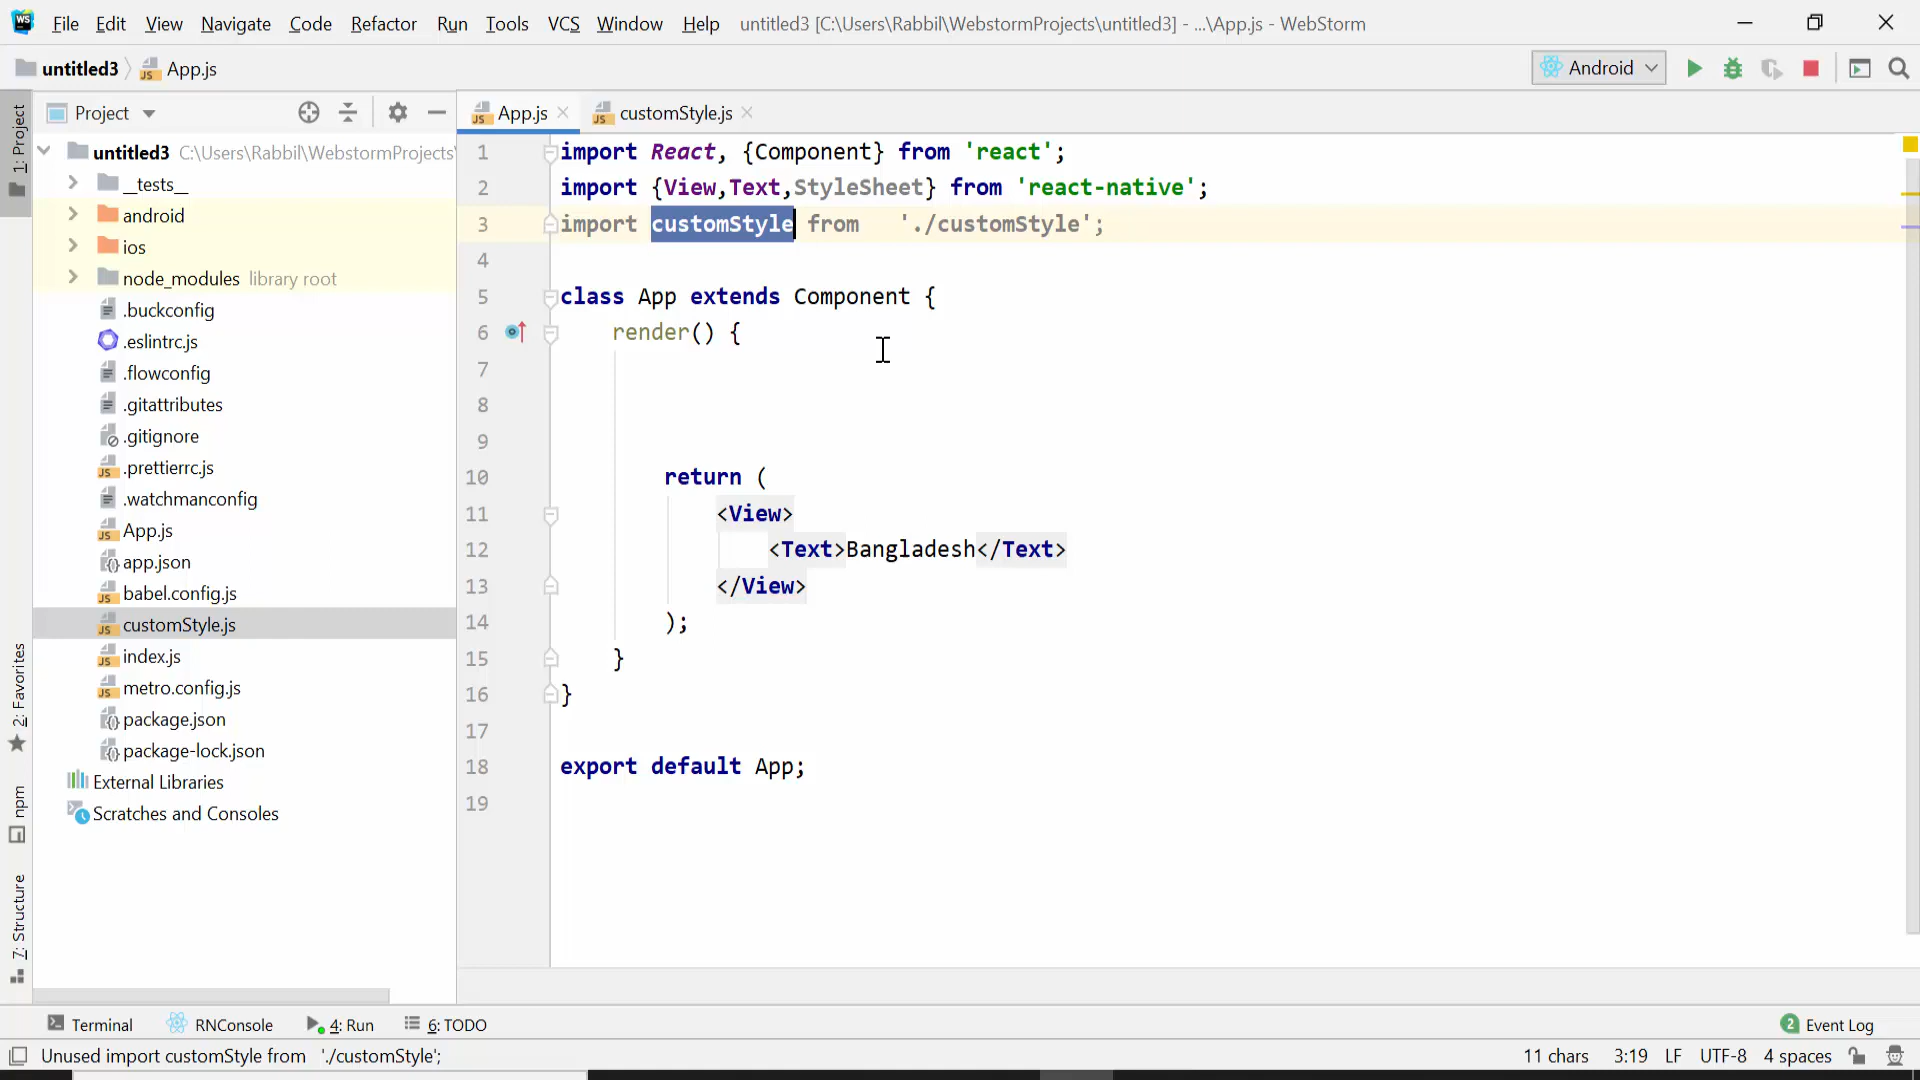 WS File Edit View Navigate Code Refactor Run Tools VCS Window Help untitled3 [C:\Users\Rabbil\WebstormProjects\untitled3] - ...\App.js - WebStorm
untitled3 App.js Android
Project
App.js
customStyle.js
1: Project
2: Favorites
npm
7: Structure
untitled3 C:\Users\Rabbil\WebstormProjects
__tests__
android
ios
node_modules library root
.buckconfig
.eslintrc.js
.flowconfig
.gitattributes
.gitignore
.prettierrc.js
.watchmanconfig
App.js
app.json
babel.config.js
customStyle.js
index.js
metro.config.js
package.json
package-lock.json
External Libraries
Scratches and Consoles
1 import React, {Component} from 'react';
2 import {View,Text,StyleSheet} from 'react-native';
3 import customStyle from   './customStyle';
4
5 class App extends Component {
6 render() {
7
8
9
10 return (
11 <View>
12 <Text>Bangladesh</Text>
13 </View>
14 );
15 }
16 }
17
18 export default App;
19
Terminal RNConsole 4: Run 6: TODO 2 Event Log
Unused import customStyle from   './customStyle'; 11 chars 3:19 LF UTF-8 4 spaces